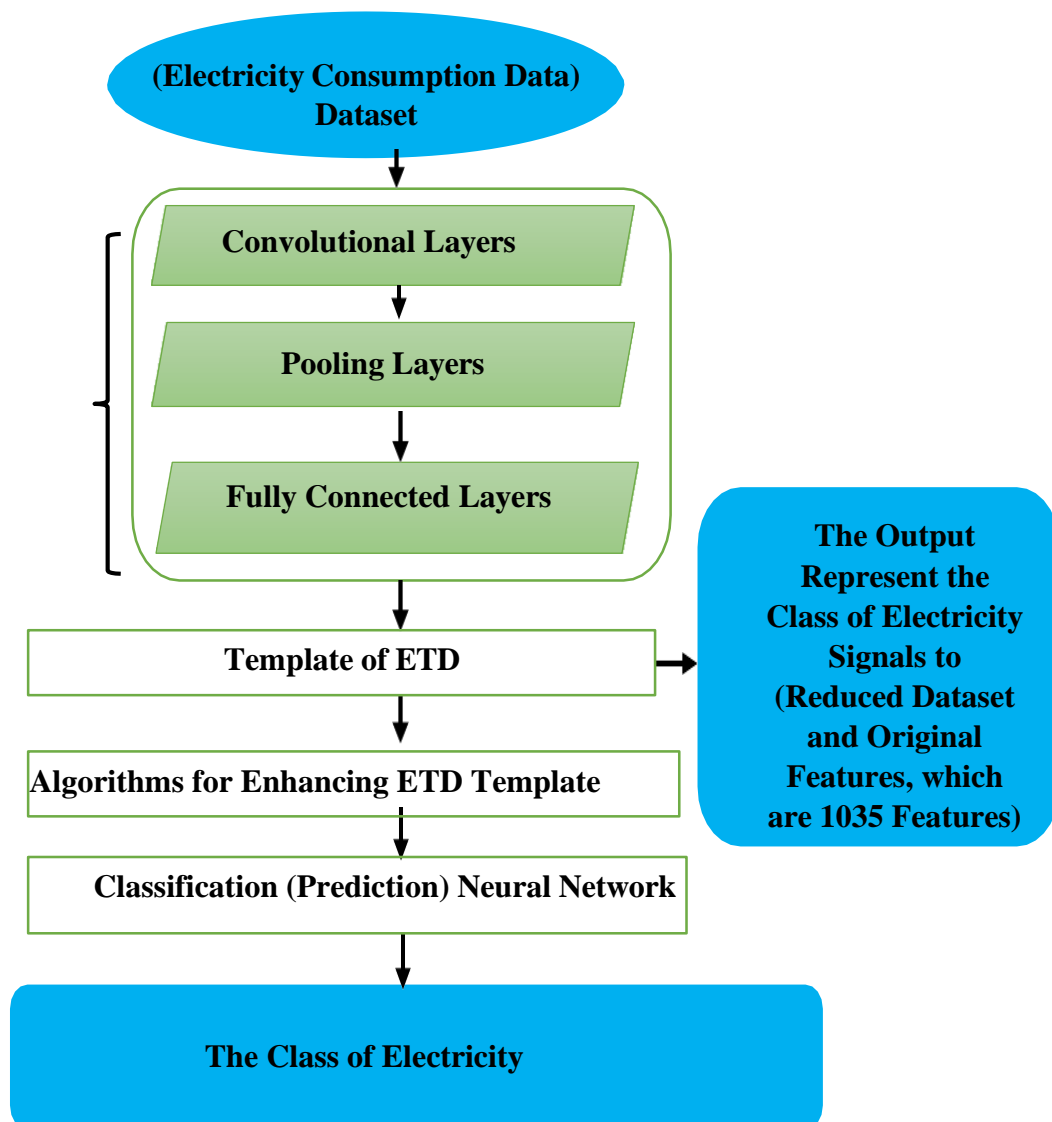 (Electricity Consumption Data)
Dataset
Convolutional Layers
Pooling Layers
Fully Connected Layers
Template of ETD
The Output
Represent the
Class of Electricity
Signals to
(Reduced Dataset
and Original
Features, which
are 1035 Features)
Algorithms for Enhancing ETD Template
Classification (Prediction) Neural Network
The Class of Electricity